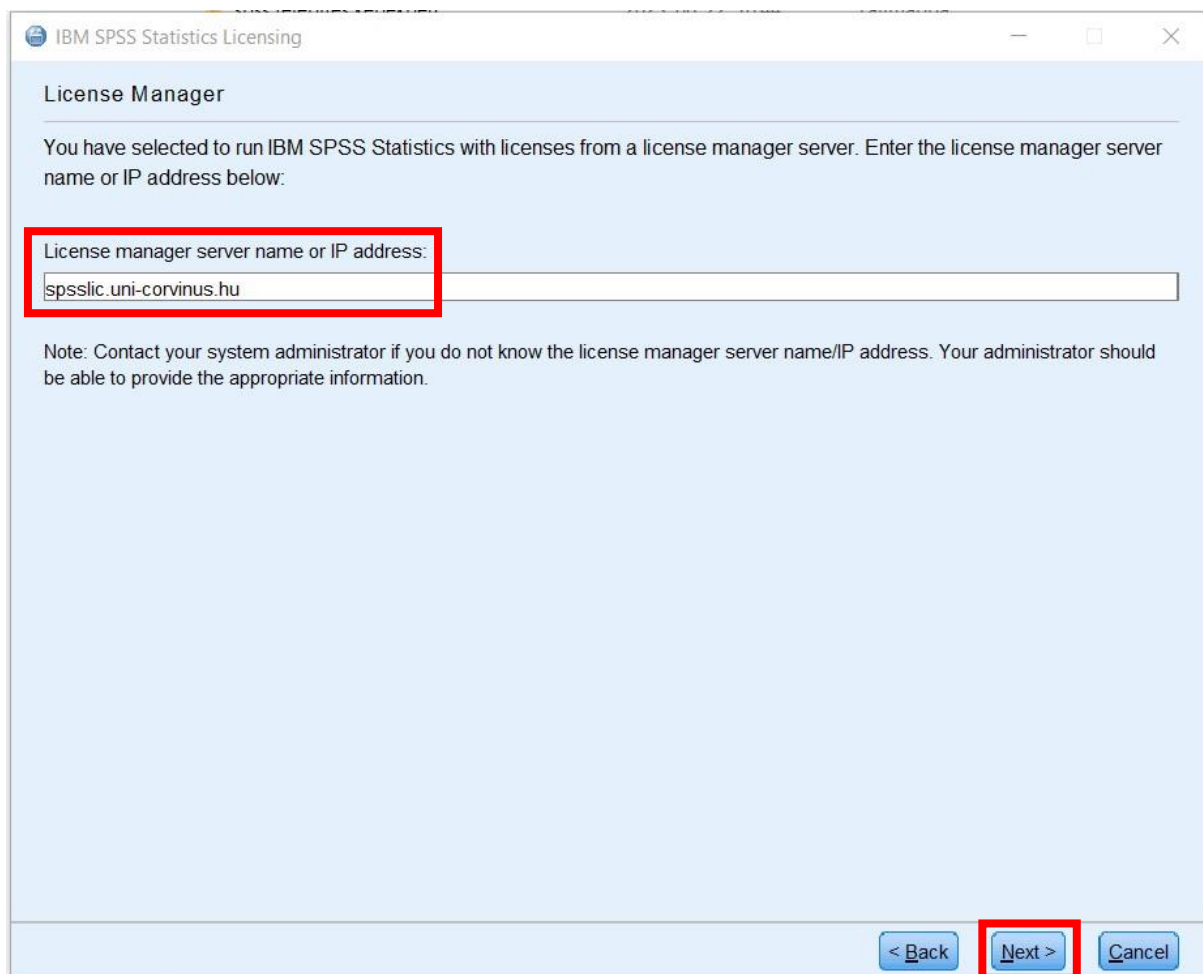 IBM SPSS Statistics Licensing
License Manager
You have selected to run IBM SPSS Statistics with licenses from a license manager server. Enter the license manager server
name or IP address below:
License manager server name or IP address:
spsslic.uni-corvinus.hu
Note: Contact your system administrator if you do not know the license manager server name/IP address. Your administrator should
be able to provide the appropriate information.
< Back Next > Cancel